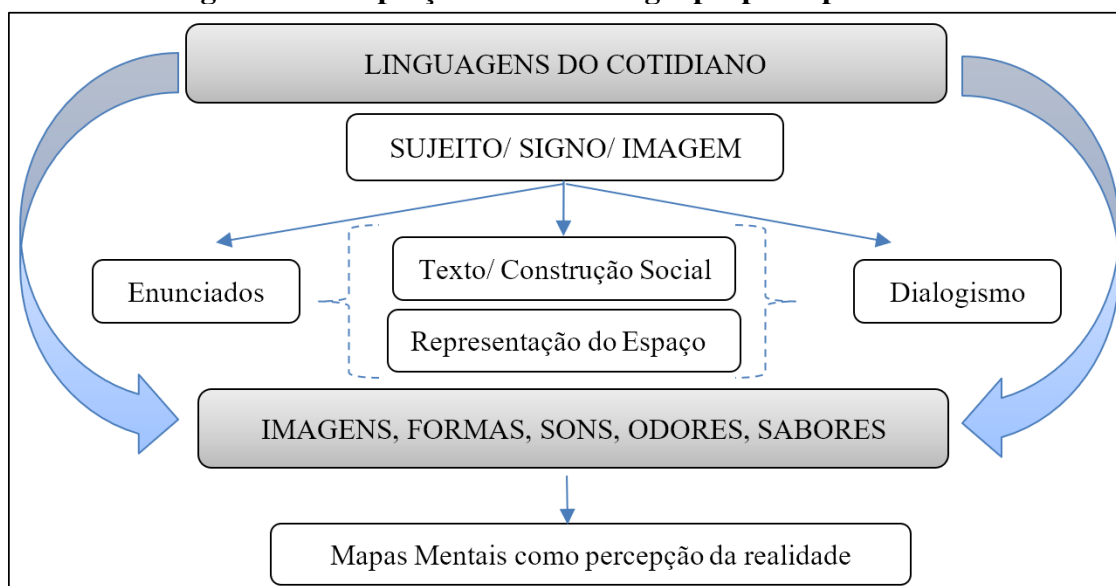 LINGUAGENS DO COTIDIANO
SUJEITO/ SIGNO/ IMAGEM
Enunciados
Texto/ Construção Social
Dialogismo
Representação do Espaço
IMAGENS, FORMAS, SONS, ODORES, SABORES
Mapas Mentais como percepção da realidade